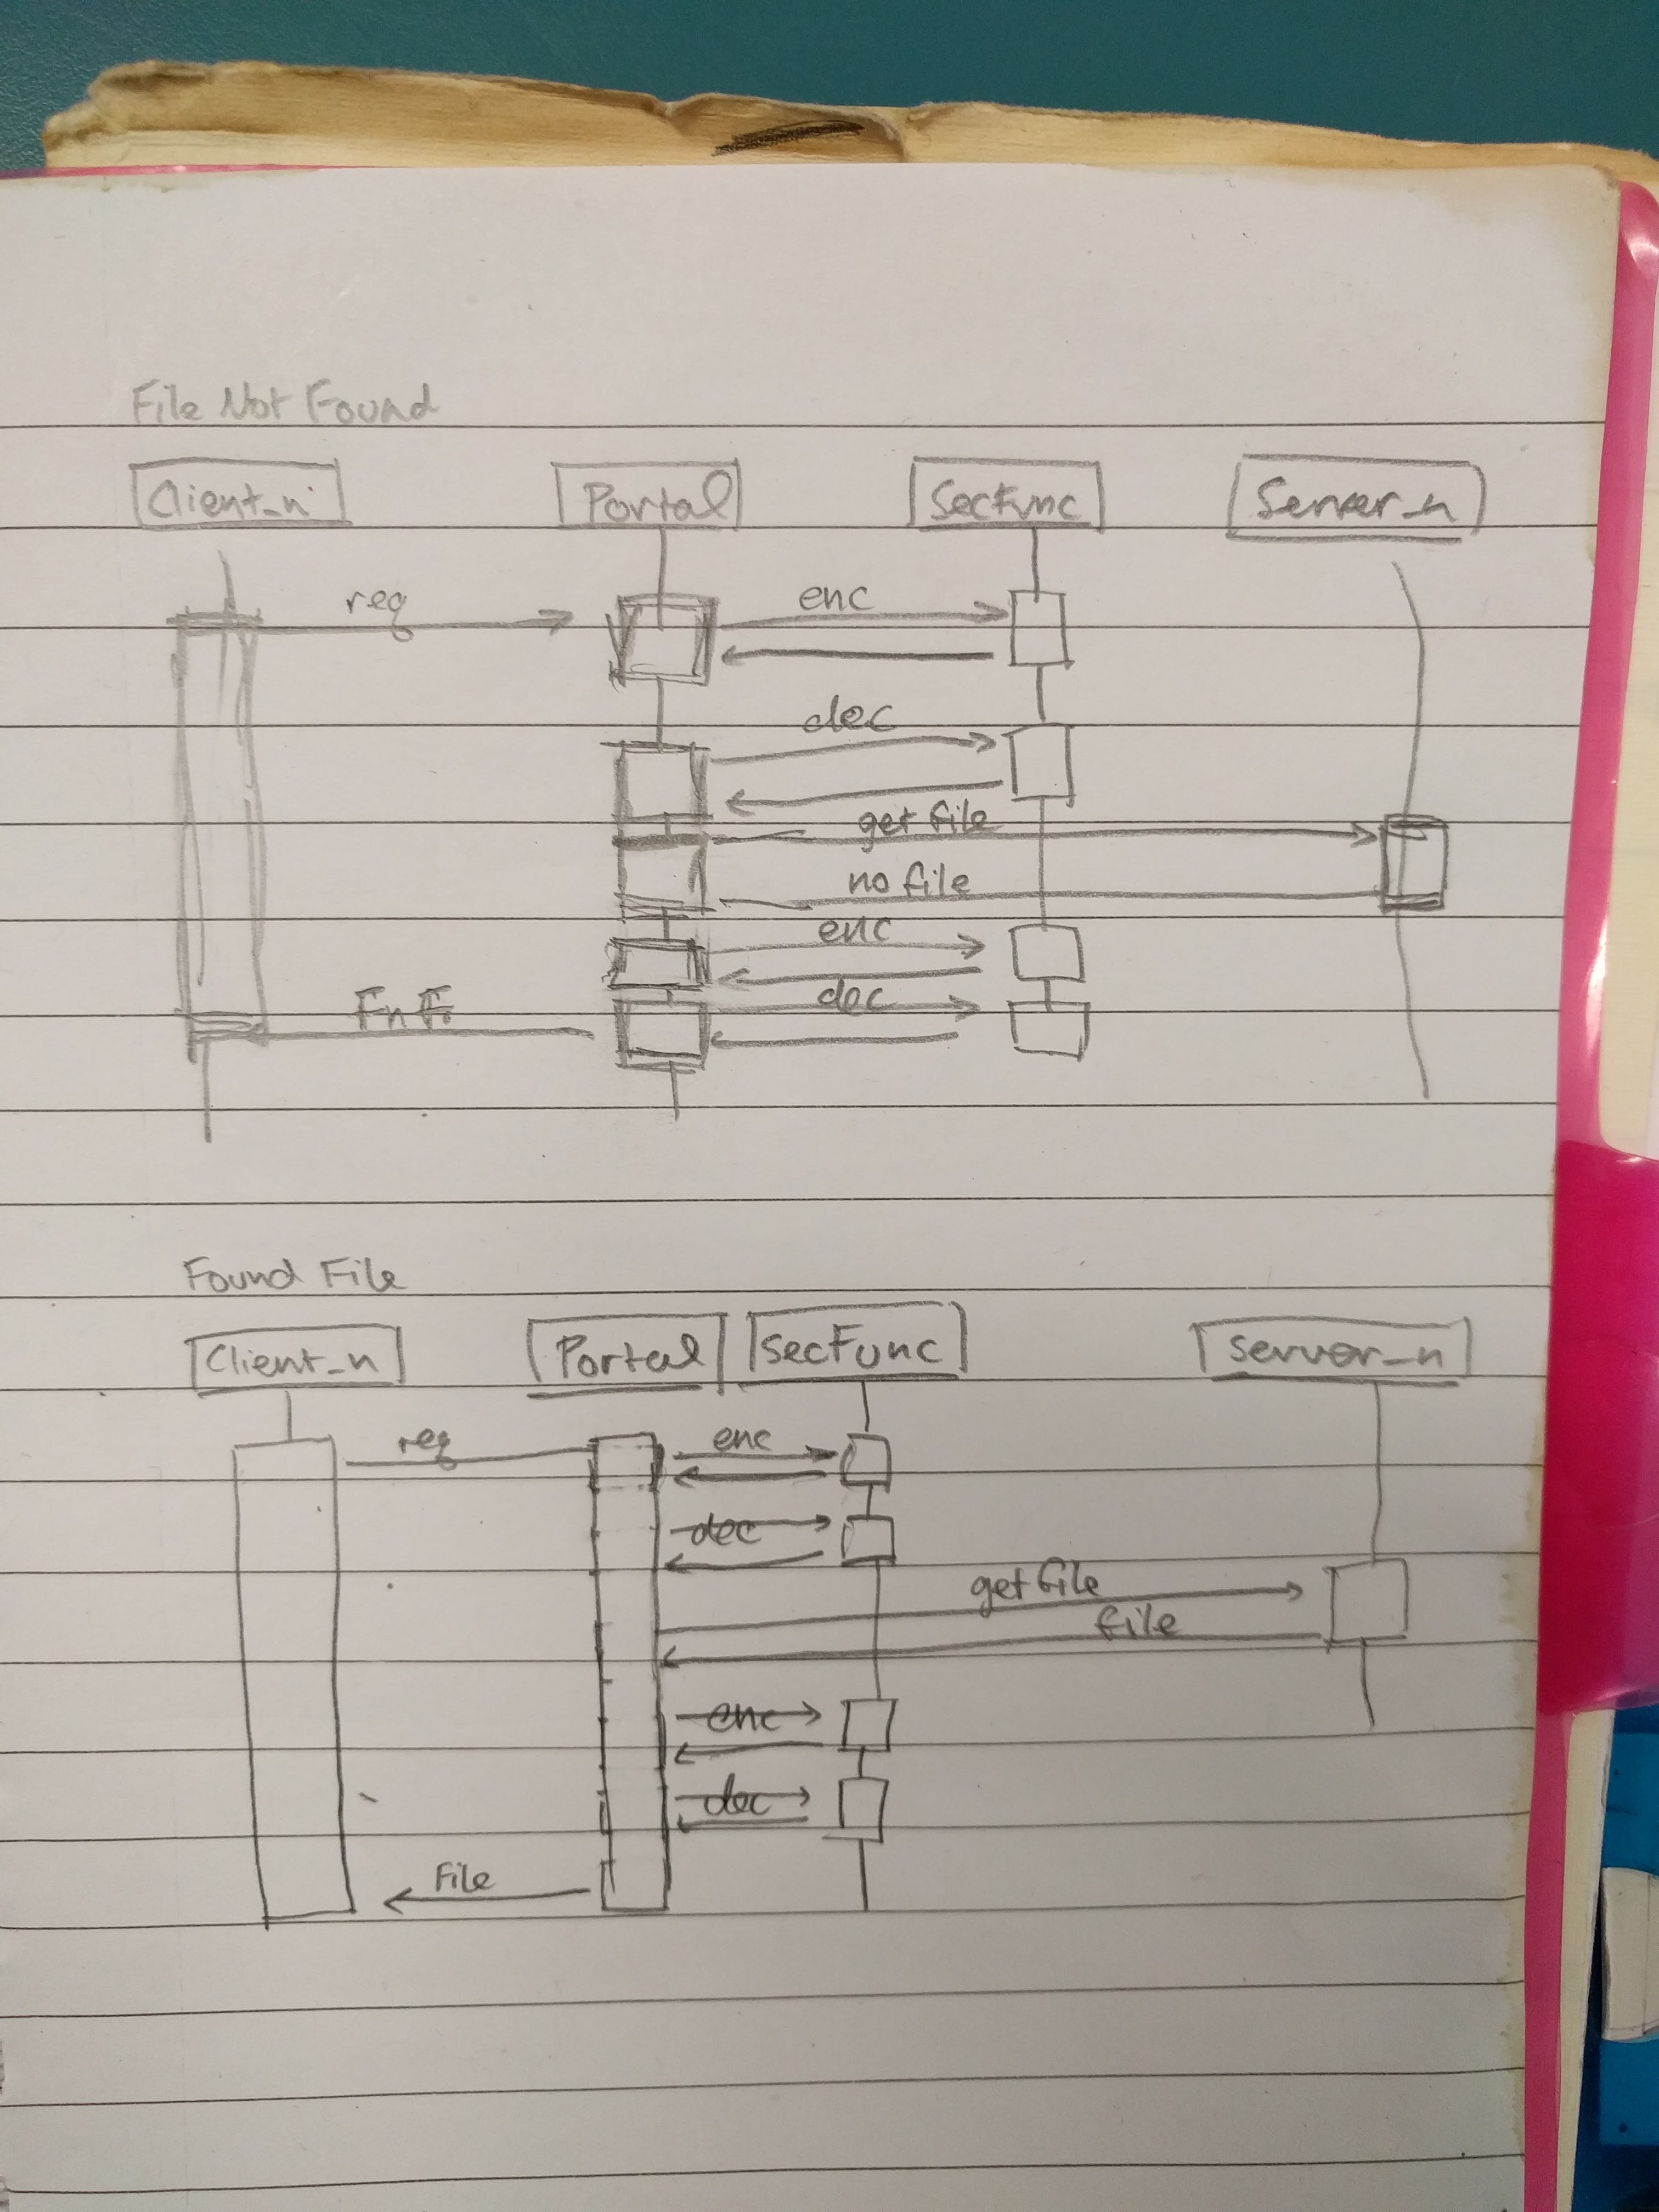 File Not Found
Client_n Portal SecFunc Server_n
req enc
dec
get file
no file
enc
FnF dec
Found File
Client_n Portal SecFunc Server_n
req enc
dec
get file
file
enc
dec
File